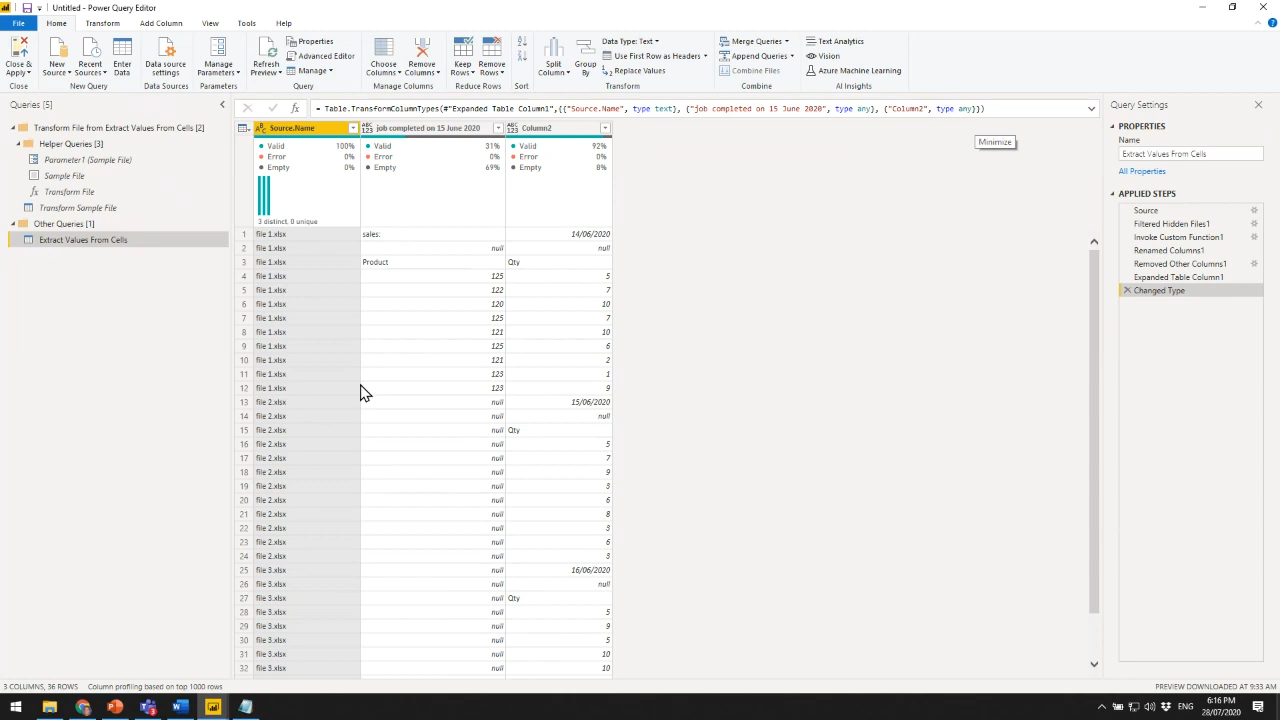 Untitled - Power Query Editor
File Home Transform Add Column View Tools Help
Close & Apply
New Source
Recent Sources
Enter Data
Data source settings
Manage Parameters
Refresh Preview
Properties
Advanced Editor
Manage
Choose Columns
Remove Columns
Keep Rows
Remove Rows
Split Column
Group By
Data Type: Text
Use First Row as Headers
Replace Values
Merge Queries
Append Queries
Combine Files
Text Analytics
Vision
Azure Machine Learning
Close New Query Data Sources Parameters Query Manage Columns Reduce Rows Sort Transform Combine AI Insights
Queries [5]
Transform File from Extract Values From Cells [2]
Helper Queries [3]
Parameter1 (Sample File)
Sample File
Transform File
Transform Sample File
Other Queries [1]
Extract Values From Cells
= Table.TransformColumnTypes(#"Expanded Table Column1",{{"Source.Name", type text}, {"job completed on 15 June 2020", type any}, {"Column2", type any}})
Source.Name job completed on 15 June 2020 Column2
Valid 100% Valid 31% Valid 92%
Error 0% Error 0% Error 0%
Empty 0% Empty 69% Empty 8%
3 distinct, 0 unique
1 file 1.xlsx sales: 14/06/2020
2 file 1.xlsx null null
3 file 1.xlsx Product Qty
4 file 1.xlsx 125 5
5 file 1.xlsx 122 7
6 file 1.xlsx 120 10
7 file 1.xlsx 125 7
8 file 1.xlsx 121 10
9 file 1.xlsx 125 6
10 file 1.xlsx 121 2
11 file 1.xlsx 123 1
12 file 1.xlsx 123 9
13 file 2.xlsx null 15/06/2020
14 file 2.xlsx null null
15 file 2.xlsx null Qty
16 file 2.xlsx null 5
17 file 2.xlsx null 7
18 file 2.xlsx null 9
19 file 2.xlsx null 3
20 file 2.xlsx null 6
21 file 2.xlsx null 8
22 file 2.xlsx null 3
23 file 2.xlsx null 6
24 file 2.xlsx null 3
25 file 3.xlsx null 16/06/2020
26 file 3.xlsx null null
27 file 3.xlsx null Qty
28 file 3.xlsx null 5
29 file 3.xlsx null 9
30 file 3.xlsx null 5
31 file 3.xlsx null 10
32 file 3.xlsx null 10
Minimize
Query Settings
PROPERTIES
Name
Extract Values From Cells
All Properties
APPLIED STEPS
Source
Filtered Hidden Files1
Invoke Custom Function1
Renamed Columns1
Removed Other Columns1
Expanded Table Column1
Changed Type
3 COLUMNS, 36 ROWS Column profiling based on top 1000 rows
PREVIEW DOWNLOADED AT 9:33 AM
ENG
6:16 PM
28/07/2020